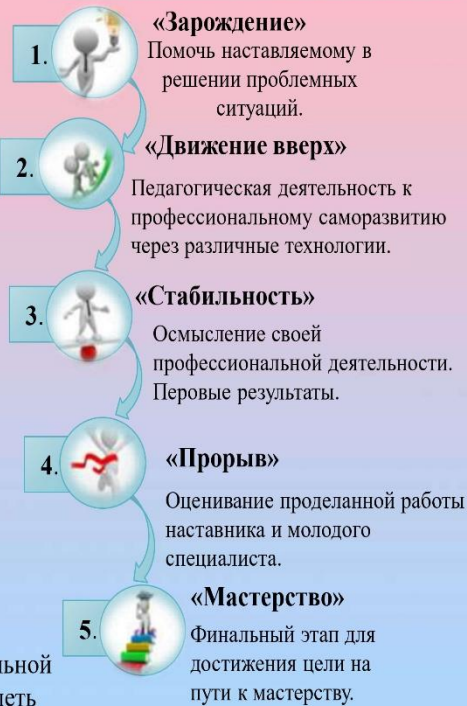 1.
«Зарождение»
Помочь наставляемому в
решении проблемных
ситуаций.
2.
«Движение вверх»
Педагогическая деятельность к
профессиональному саморазвитию
через различные технологии.
3.
«Стабильность»
Осмысление своей
профессиональной деятельности.
Перовые результаты.
4.
«Прорыв»
Оценивание проделанной работы
наставника и молодого
специалиста.
5.
«Мастерство»
Финальный этап для
достижения цели на
пути к мастерству.